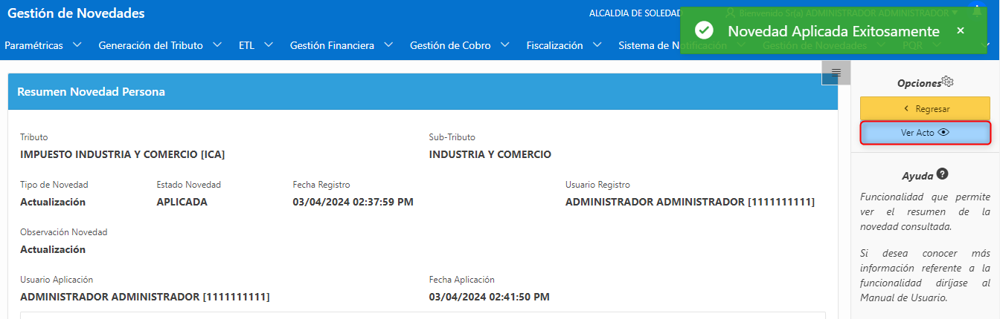 Gestión de Novedades
ALCALDIA DE SOLEDAD
Bienvenido Sr(a) ADMINISTRADOR ADMINISTRADOR
Novedad Aplicada Exitosamente
Paramétricas
Generación del Tributo
ETL
Gestión Financiera
Gestión de Cobro
Fiscalización
Sistema de Notificación
Gestión de Novedades
PQR
Resumen Novedad Persona
Tributo
IMPUESTO INDUSTRIA Y COMERCIO [ICA]
Sub-Tributo
INDUSTRIA Y COMERCIO
Tipo de Novedad
Actualización
Estado Novedad
APLICADA
Fecha Registro
03/04/2024 02:37:59 PM
Usuario Registro
ADMINISTRADOR ADMINISTRADOR [1111111111]
Observación Novedad
Actualización
Usuario Aplicación
ADMINISTRADOR ADMINISTRADOR [1111111111]
Fecha Aplicación
03/04/2024 02:41:50 PM
Opciones
Regresar
Ver Acto
Ayuda
Funcionalidad que permite
ver el resumen de la
novedad consultada.
Si desea conocer más
información referente a la
funcionalidad diríjase al
Manual de Usuario.